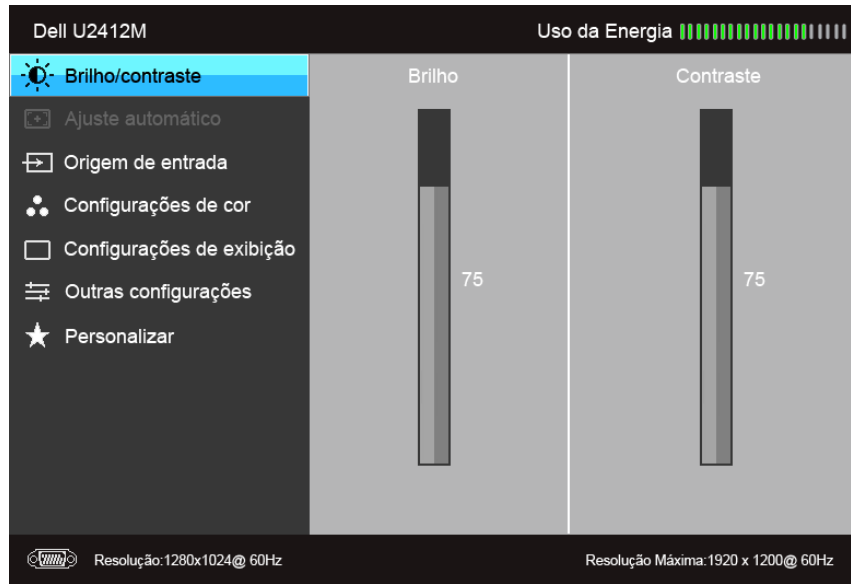 Dell U2412M
Uso da Energia
Brilho/contraste
Ajuste automático
Origem de entrada
Configurações de cor
Configurações de exibição
Outras configurações
Personalizar
Brilho
75
Contraste
75
Resolução:1280x1024@ 60Hz
Resolução Máxima:1920 x 1200@ 60Hz